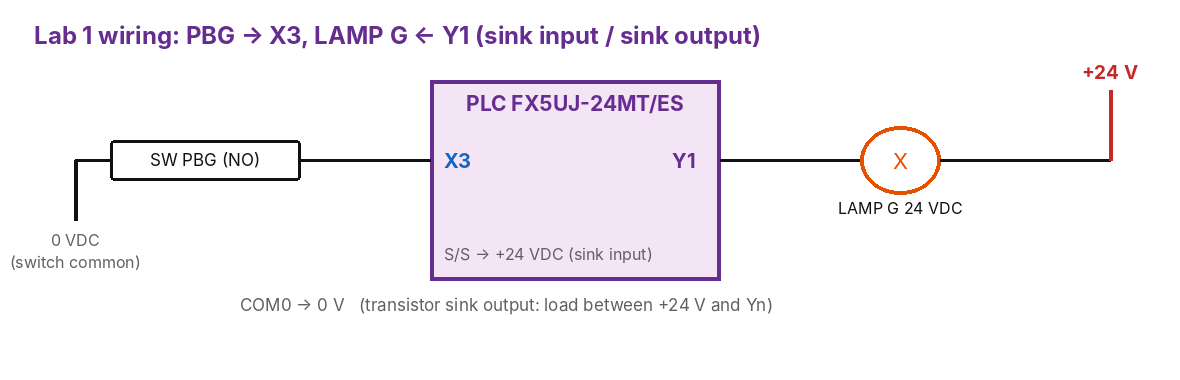 Lab 1 wiring: PBG → X3, LAMP G ← Y1 (sink input / sink output)
+24 V
PLC FX5UJ-24MT/ES
SW PBG (NO)
X3
Y1
X
LAMP G 24 VDC
0 VDC
(switch common)
S/S → +24 VDC (sink input)
COM0 → 0 V (transistor sink output: load between +24 V and Yn)